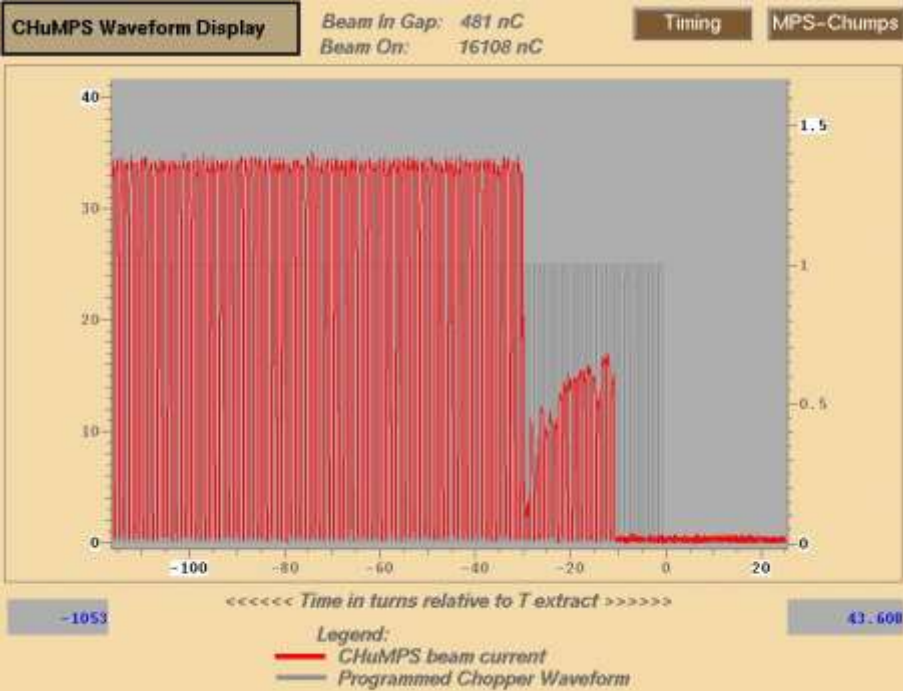 CHuMPS Waveform Display
Beam In Gap: 481 nC
Beam On: 16108 nC
Timing
MPS-Chumps
40
30
20
10
0
1.5
1
0.5
0
-100 -80 -60 -40 -20 0 20
<<<<<< Time in turns relative to T extract >>>>>>
-1053
43.608
Legend:
CHuMPS beam current
Programmed Chopper Waveform